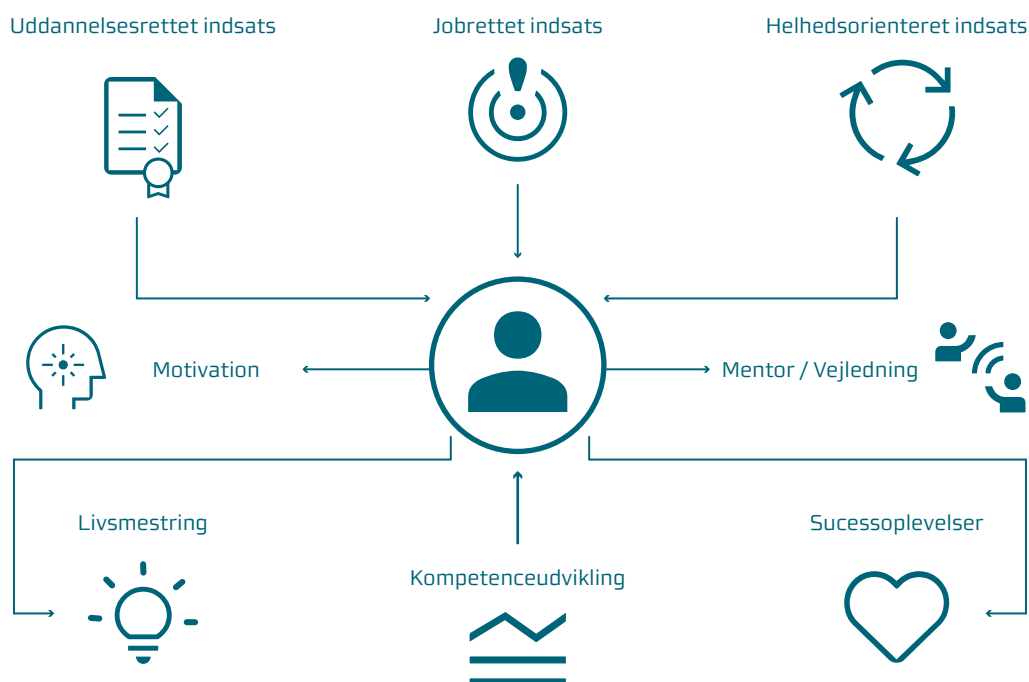 Uddannelsesrettet indsats
Jobrettet indsats
Helhedsorienteret indsats
Motivation
Mentor / Vejledning
Livsmestring
Sucessoplevelser
Kompetenceudvikling